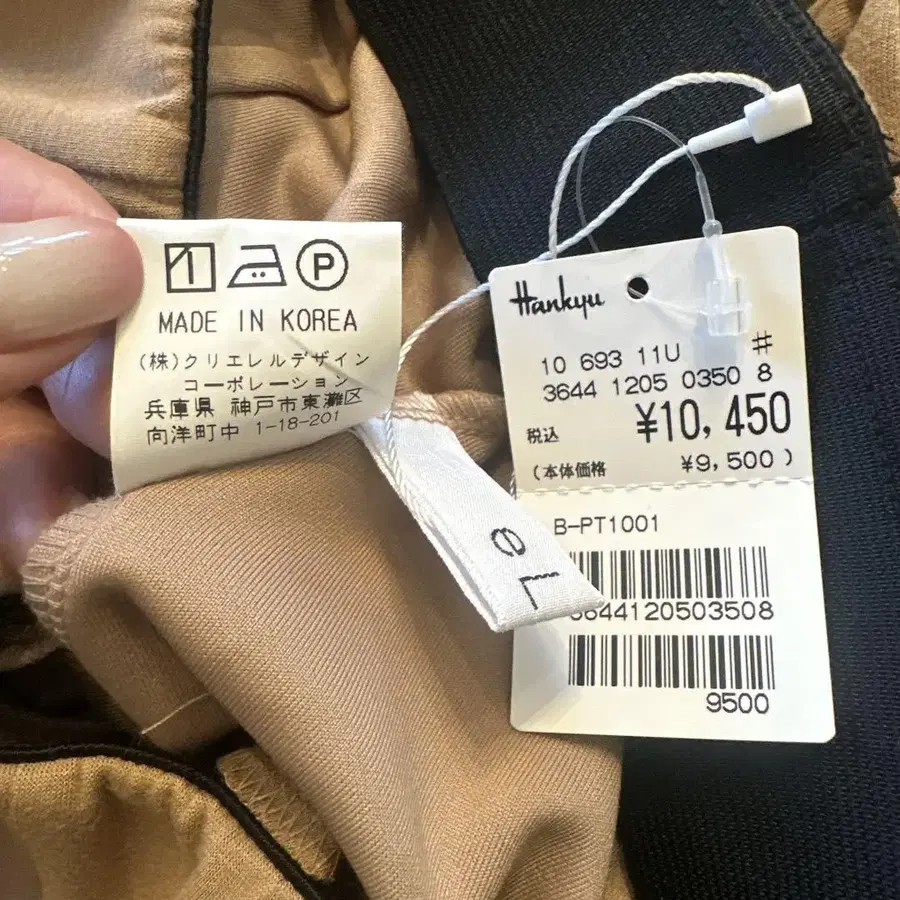 P
MADE IN KOREA
(株)クリエレルデザイン
コーポレーション
兵庫県 神戸市東灘区
向洋町中 1-18-201
e L
Hankyu
10 693 11U #
3644 1205 0350 8
税込 ¥10,450
(本体価格 ¥9,500)
B-PT1001
3644120503508
9500